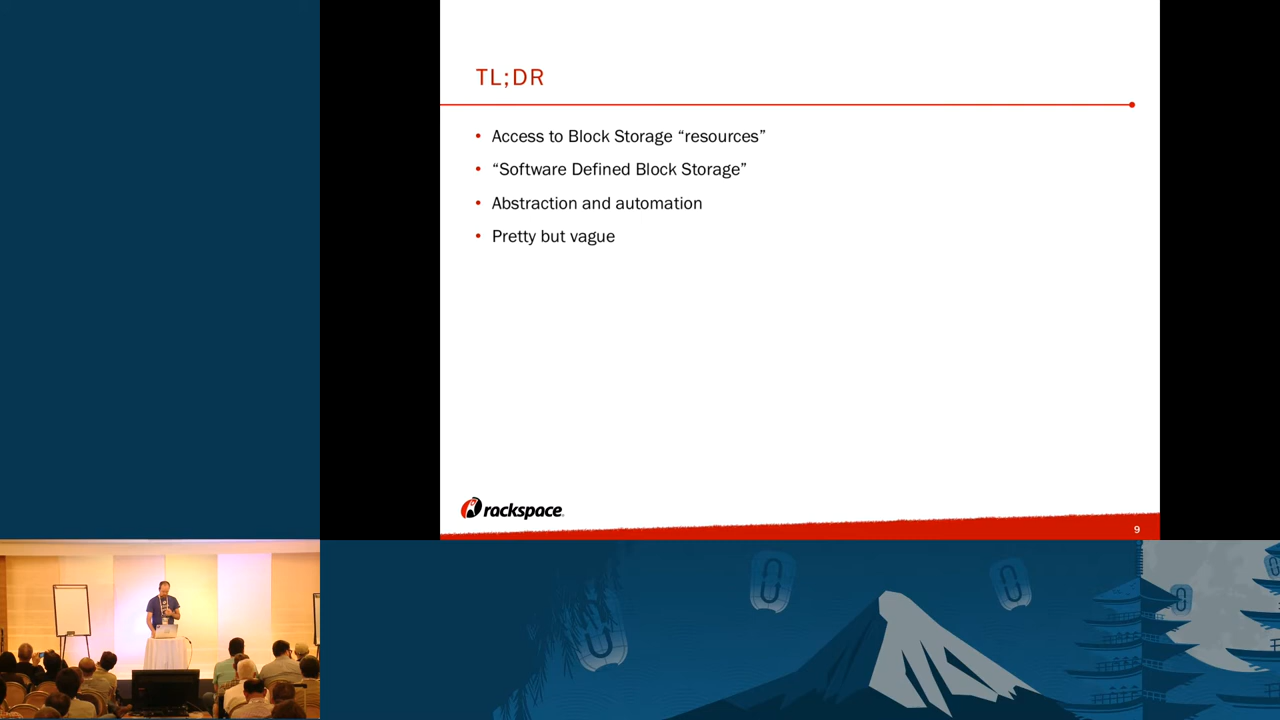 TL;DR
• Access to Block Storage “resources”
• “Software Defined Block Storage”
• Abstraction and automation
• Pretty but vague
rackspace.
9